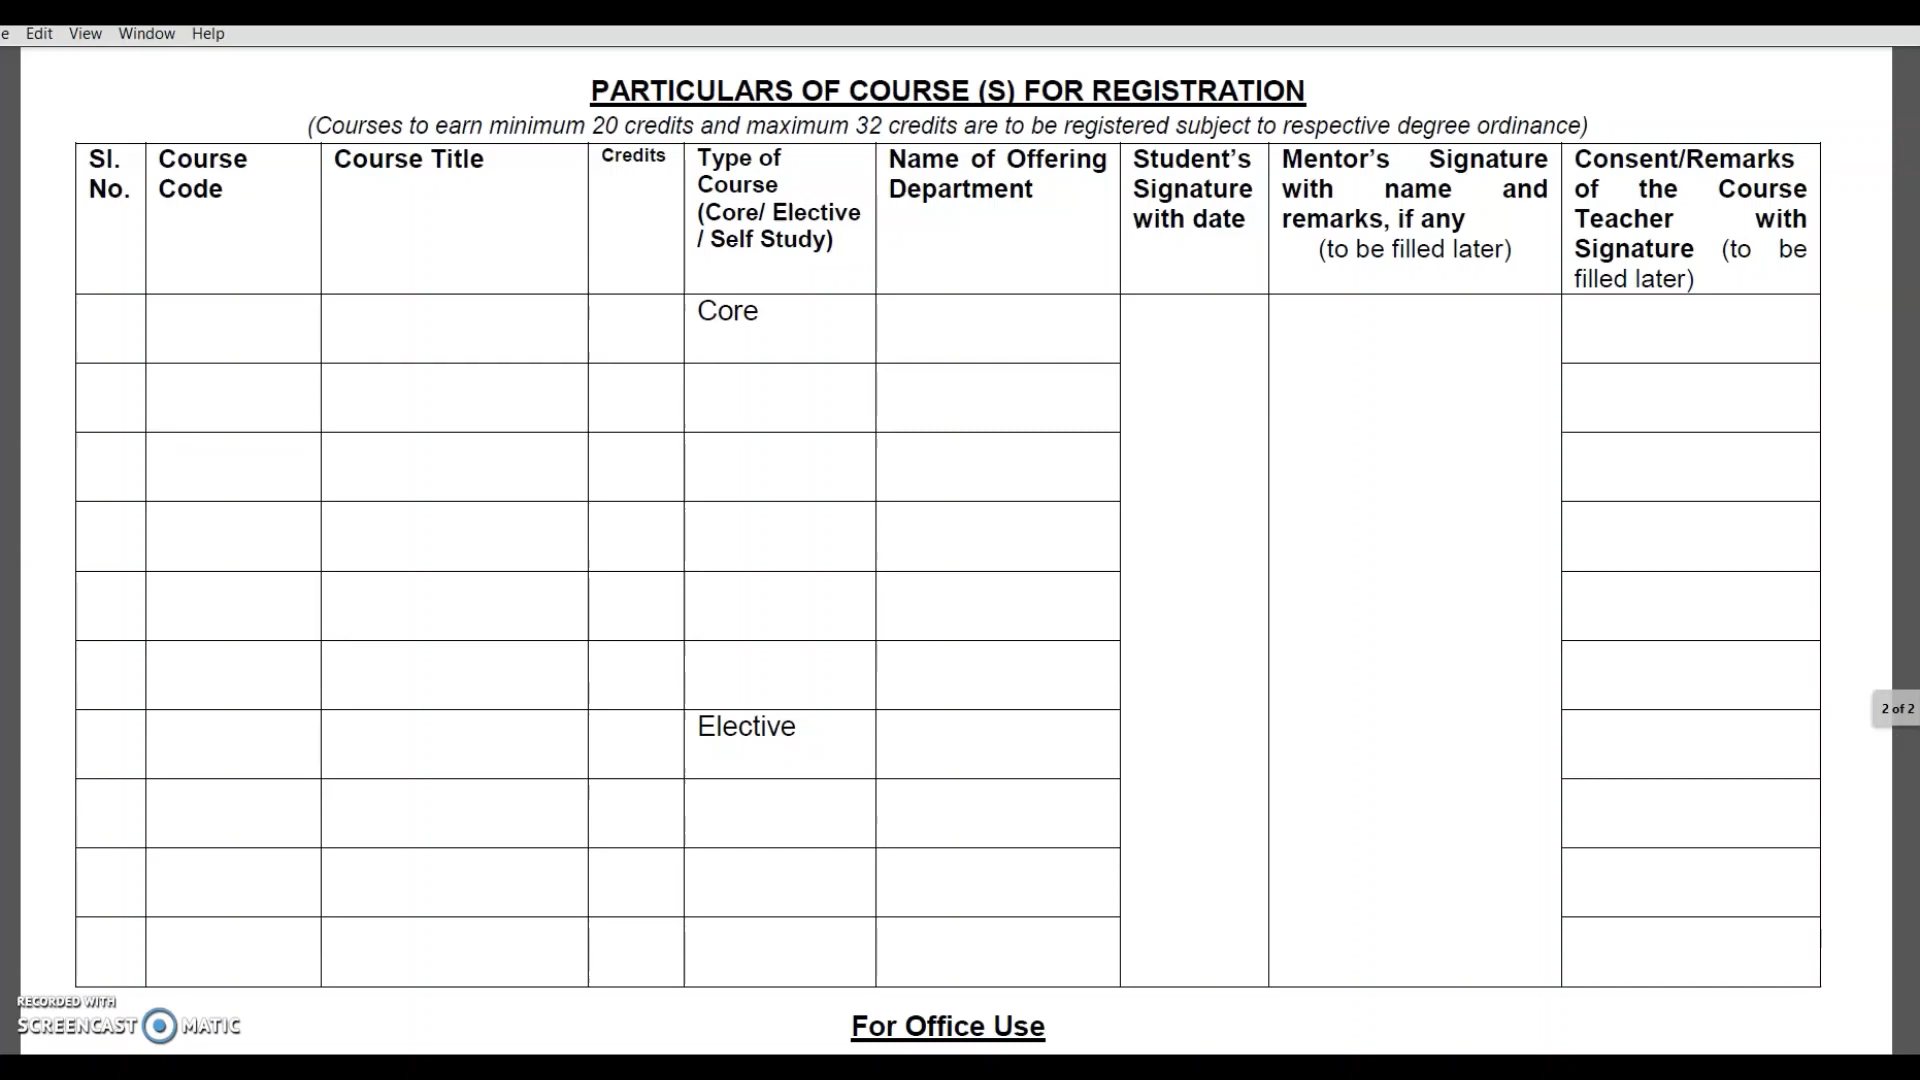 e Edit View Window Help
PARTICULARS OF COURSE (S) FOR REGISTRATION
(Courses to earn minimum 20 credits and maximum 32 credits are to be registered subject to respective degree ordinance)
Sl.
No.
Course
Code
Course Title
Credits
Type of
Course
(Core/ Elective
/ Self Study)
Name of Offering
Department
Student’s
Signature
with date
Mentor’s Signature
with name and
remarks, if any
(to be filled later)
Consent/Remarks
of the Course
Teacher with
Signature (to be
filled later)
Core
Elective
2 of 2
RECORDED WITH
SCREENCAST MATIC
For Office Use